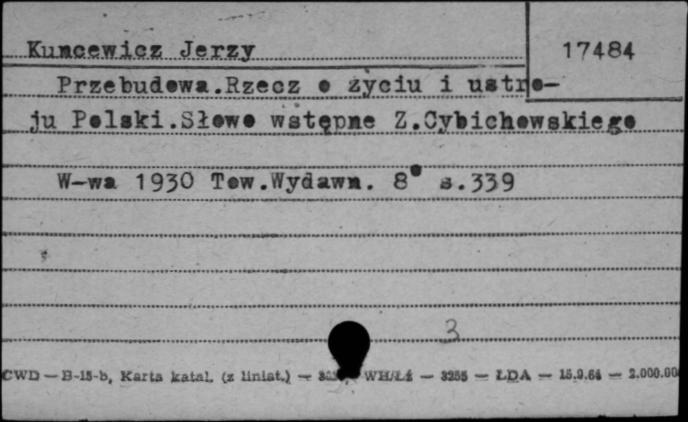 Kuncewicz Jerzy 17484
Przebudowa.Rzecz o życiu i ustro-
ju Polski.Słowo wstępne Z.Cybichowskiego
W-wa 1930 Tow.Wydawn. 8° s.339
3
CWD — B-15-b, Karta katal. (z liniat.) — WH/Łź — 3255 — ŁDA — 15.9.64 — 2.000.00